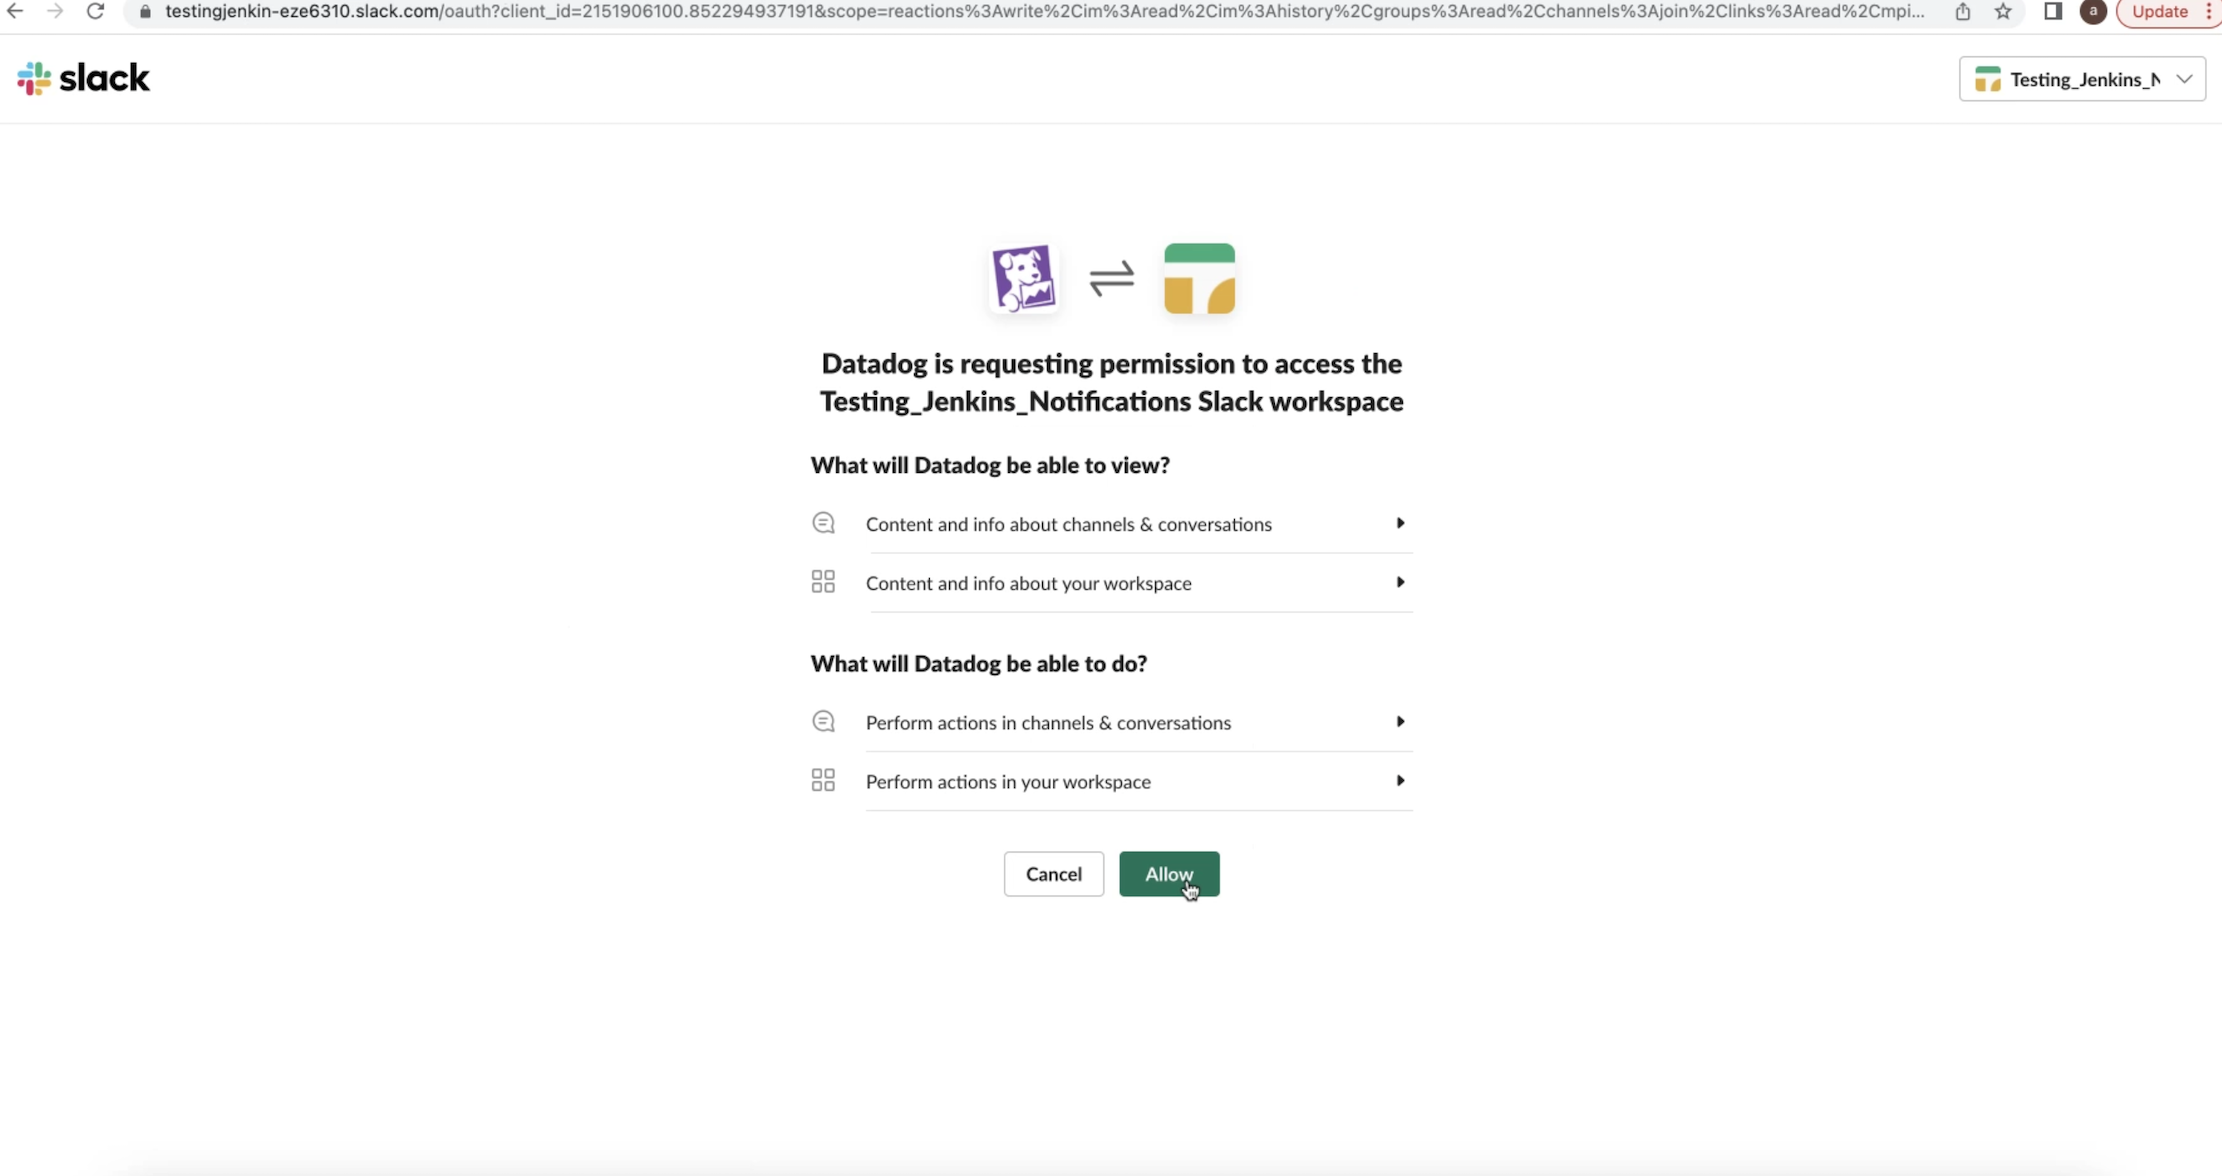 testingjenkin-eze6310.slack.com/oauth?client_id=2151906100.852294937191&scope=reactions%3Awrite%2Cim%3Aread%2Cim%3Ahistory%2Cgroups%3Aread%2Cchannels%3Ajoin%2Clinks%3Aread%2Cmpi...
a
Update
slack
Testing_Jenkins_N
Datadog is requesting permission to access the
Testing_Jenkins_Notifications Slack workspace
What will Datadog be able to view?
Content and info about channels & conversations
Content and info about your workspace
What will Datadog be able to do?
Perform actions in channels & conversations
Perform actions in your workspace
Cancel
Allow